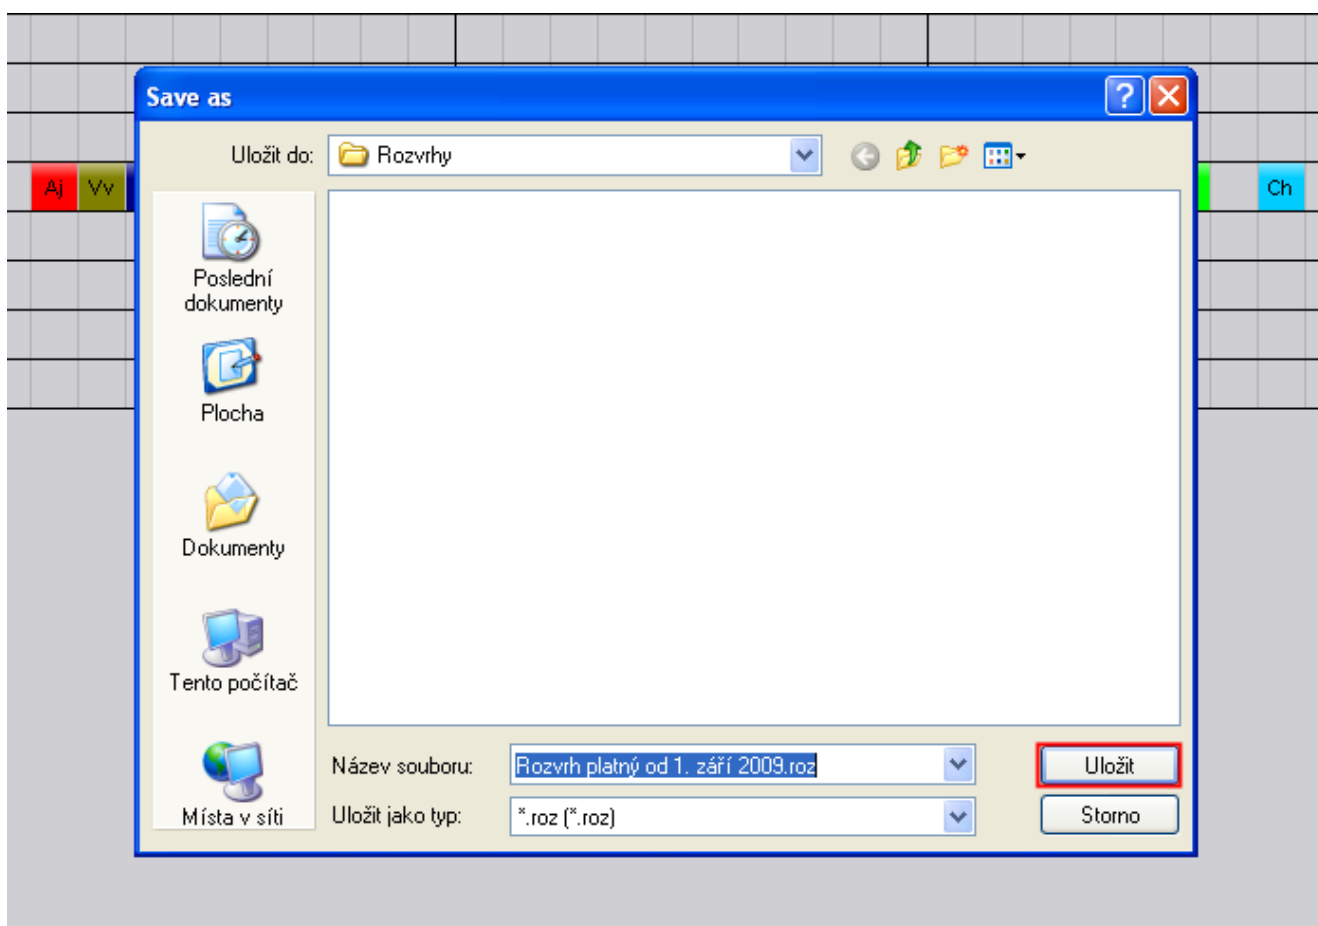 Save as
Uložit do:
Rozvrhy
Aj
Vv
Ch
Poslední
dokumenty
Plocha
Dokumenty
Tento počítač
Místa v síti
Název souboru:
Rozvrh platný od 1. září 2009.roz
Uložit
Uložit jako typ:
*.roz (*.roz)
Storno